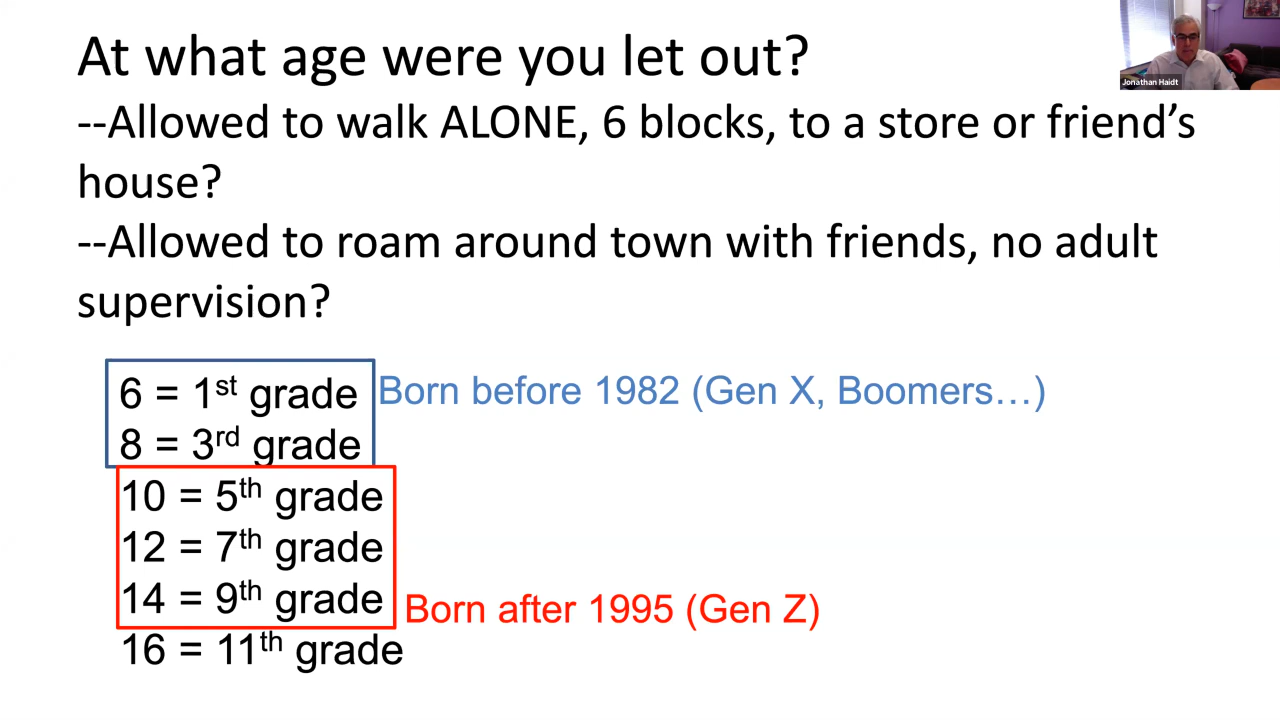 At what age were you let out?
--Allowed to walk ALONE, 6 blocks, to a store or friend’s
house?
--Allowed to roam around town with friends, no adult
supervision?
6 = 1st grade
Born before 1982 (Gen X, Boomers…)
8 = 3rd grade
10 = 5th grade
12 = 7th grade
14 = 9th grade
Born after 1995 (Gen Z)
16 = 11th grade
Jonathan Haidt